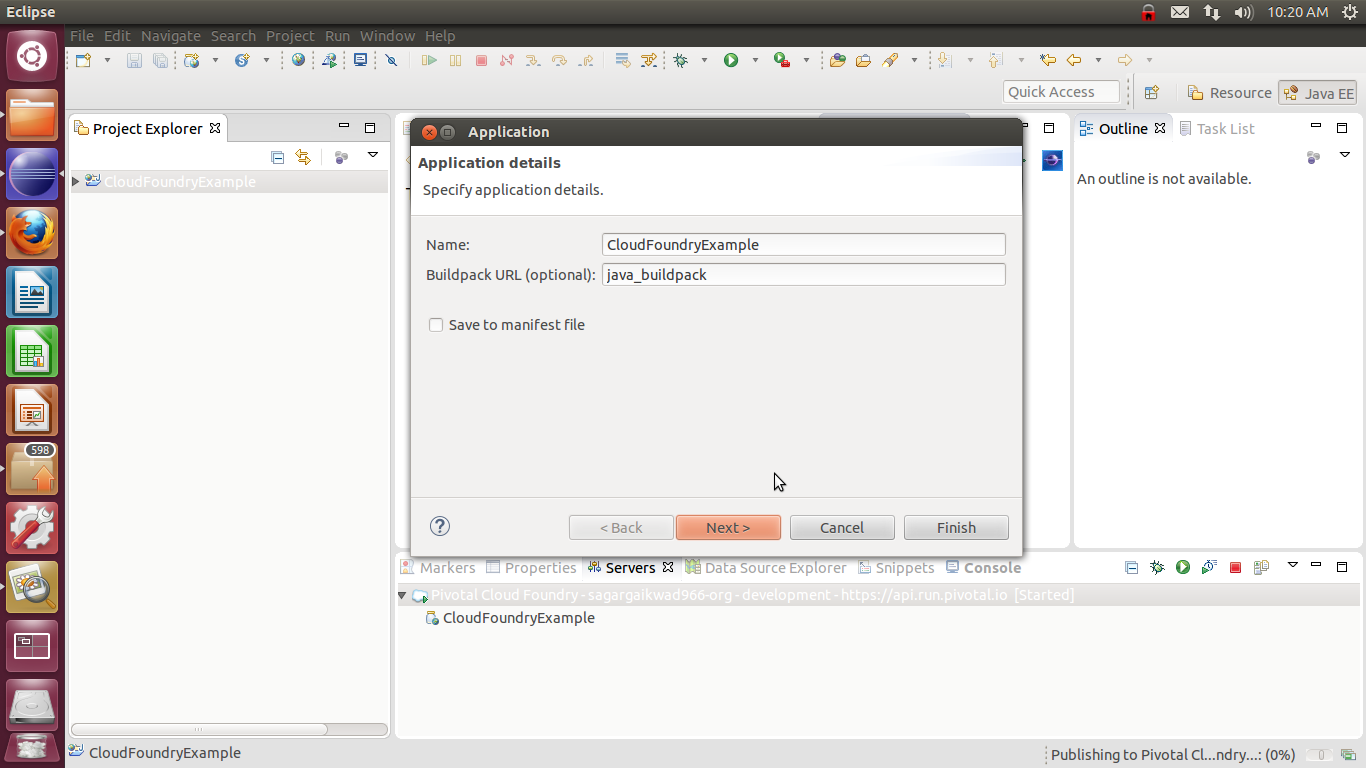 Eclipse
10:20 AM
File Edit Navigate Search Project Run Window Help
Quick Access
Resource
Java EE
Project Explorer
CloudFoundryExample
Application
Application details
Specify application details.
Name: CloudFoundryExample
Buildpack URL (optional): java_buildpack
Save to manifest file
< Back
Next >
Cancel
Finish
Outline
Task List
An outline is not available.
598
Markers
Properties
Servers
Data Source Explorer
Snippets
Console
Pivotal Cloud Foundry - sagargaikwad966-org - development - https://api.run.pivotal.io [Started]
CloudFoundryExample
CloudFoundryExample
Publishing to Pivotal Cl...ndry...: (0%)